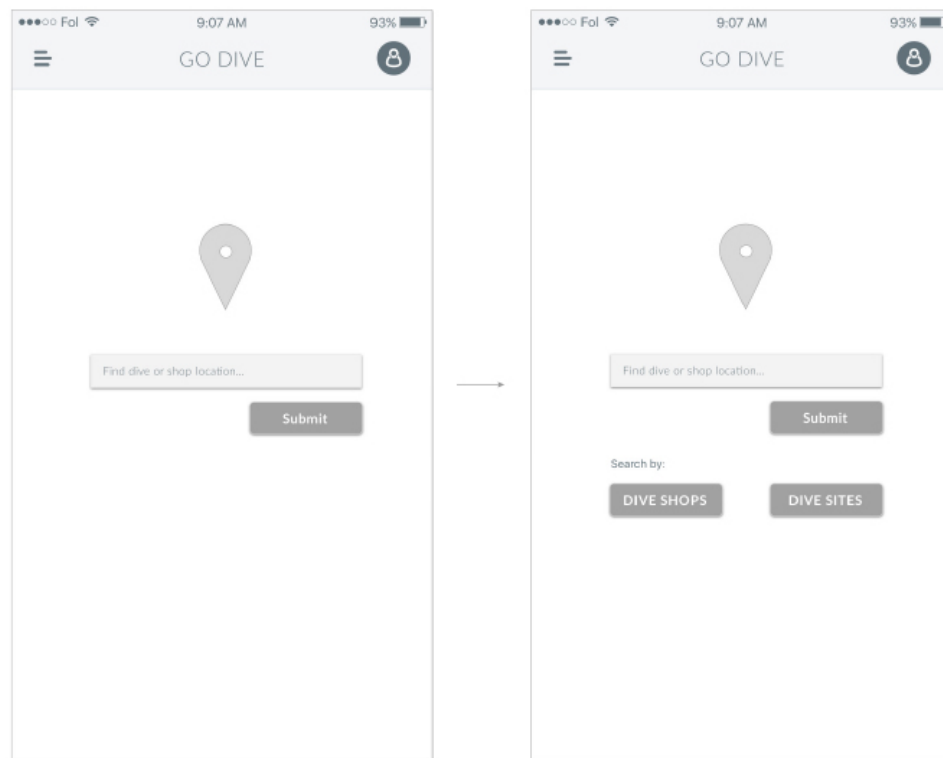 Fol 9:07 AM 93%
GO DIVE
Find dive or shop location...
Submit
Fol 9:07 AM 93%
GO DIVE
Find dive or shop location...
Submit
Search by:
DIVE SHOPS DIVE SITES